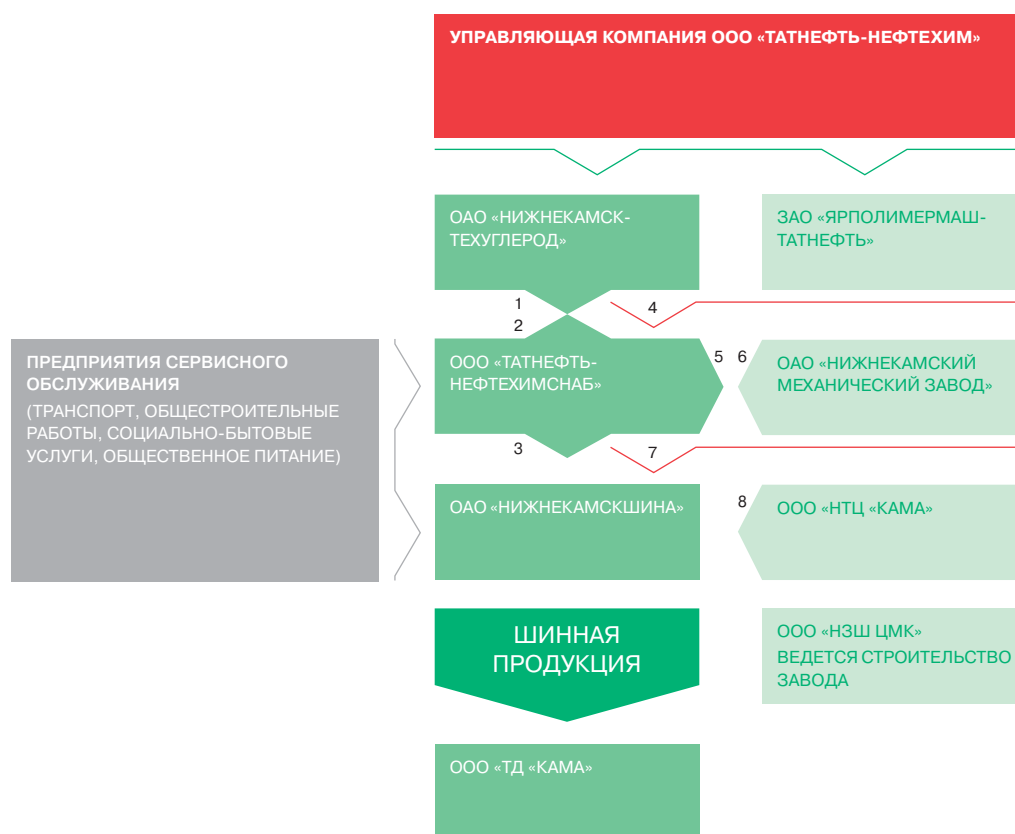 УПРАВЛЯЮЩАЯ КОМПАНИЯ ООО «ТАТНЕФТЬ-НЕФТЕХИМ»
ОАО «НИЖНЕКАМСК-
ТЕХУГЛЕРОД»
ЗАО «ЯРПОЛИМЕРМАШ-
ТАТНЕФТЬ»
1
2
4
ПРЕДПРИЯТИЯ СЕРВИСНОГО
ОБСЛУЖИВАНИЯ
(ТРАНСПОРТ, ОБЩЕСТРОИТЕЛЬНЫЕ
РАБОТЫ, СОЦИАЛЬНО-БЫТОВЫЕ
УСЛУГИ, ОБЩЕСТВЕННОЕ ПИТАНИЕ)
ООО «ТАТНЕФТЬ-
НЕФТЕХИМСНАБ»
5 6
ОАО «НИЖНЕКАМСКИЙ
МЕХАНИЧЕСКИЙ ЗАВОД»
3
7
ОАО «НИЖНЕКАМСКШИНА»
8
ООО «НТЦ «КАМА»
ШИННАЯ
ПРОДУКЦИЯ
ООО «НЗШ ЦМК»
ВЕДЕТСЯ СТРОИТЕЛЬСТВО
ЗАВОДА
ООО «ТД «КАМА»